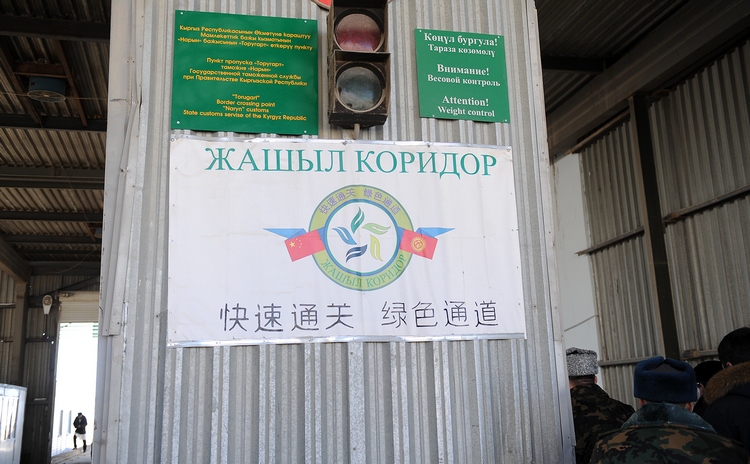 Кыргыз Республикасынын Өкмөтүнө караштуу
Мамлекеттик бажы кызматынын
«Нарын» бажысынын «Торугарт» өткөрүү пункту
Пункт пропуска «Торугарт»
таможня «Нарын»
Государственной таможенной службы
при Правительстве Кыргызской Республики
"Torugart"
Border crossing point
"Naryn" customs
State customs servise of the Kyrgyz Republic
Көңүл бургула!
Тараза көзөмөлү
Внимание!
Весовой контроль
Attention!
Weight control
ЖАШЫЛ КОРИДОР
快速通关 绿色通道
ЖАШЫЛ КОРИДОР
快速通关 绿色通道